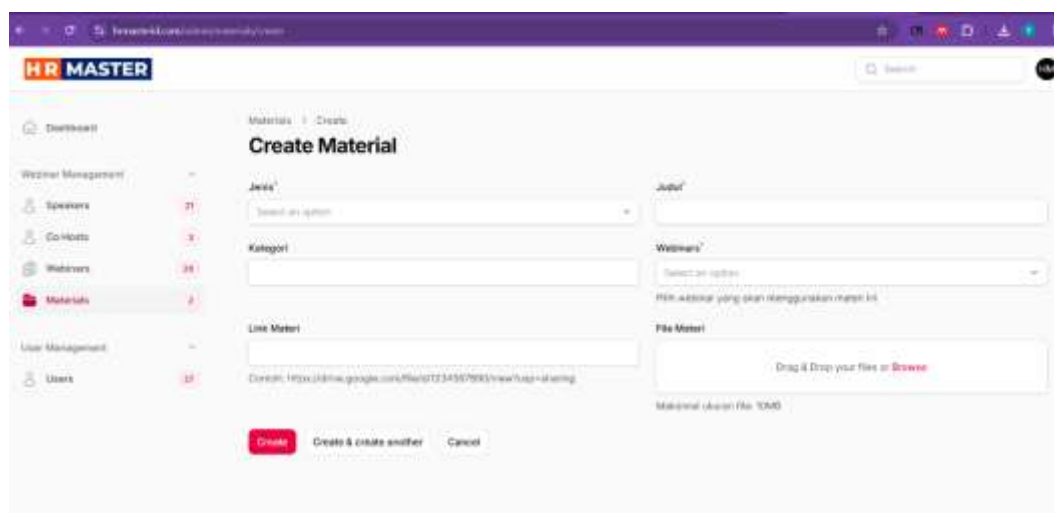 HR MASTER
Search
Dashboard
Webinar Management
Speakers 21
Co-Hosts
Webinars
Materials 2
User Management
Users
Materials > Create
Create Material
Jenis*
Select an option
Judul*
Kategori
Webinars*
Select an option
Pilih webinar yang akan menggunakan materi ini
Link Materi
Contoh:
File Materi
Drag & Drop your files or Browse
Maksimal ukuran file: 10MB
Create
Create & create another
Cancel